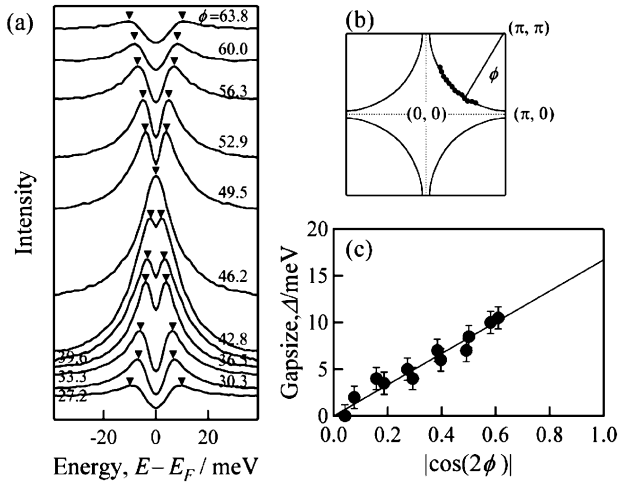 (a)
ϕ=63.8
60.0
56.3
52.9
49.5
46.2
42.8
39.6
36.5
33.3
30.3
27.2
Intensity
-20 0 20
Energy, E–E_F / meV
(b)
(π, π)
ϕ
(0, 0)
(π, 0)
(c)
20
15
10
5
0
Gapsize, Δ/meV
0.0 0.2 0.4 0.6 0.8 1.0
|cos(2ϕ)|